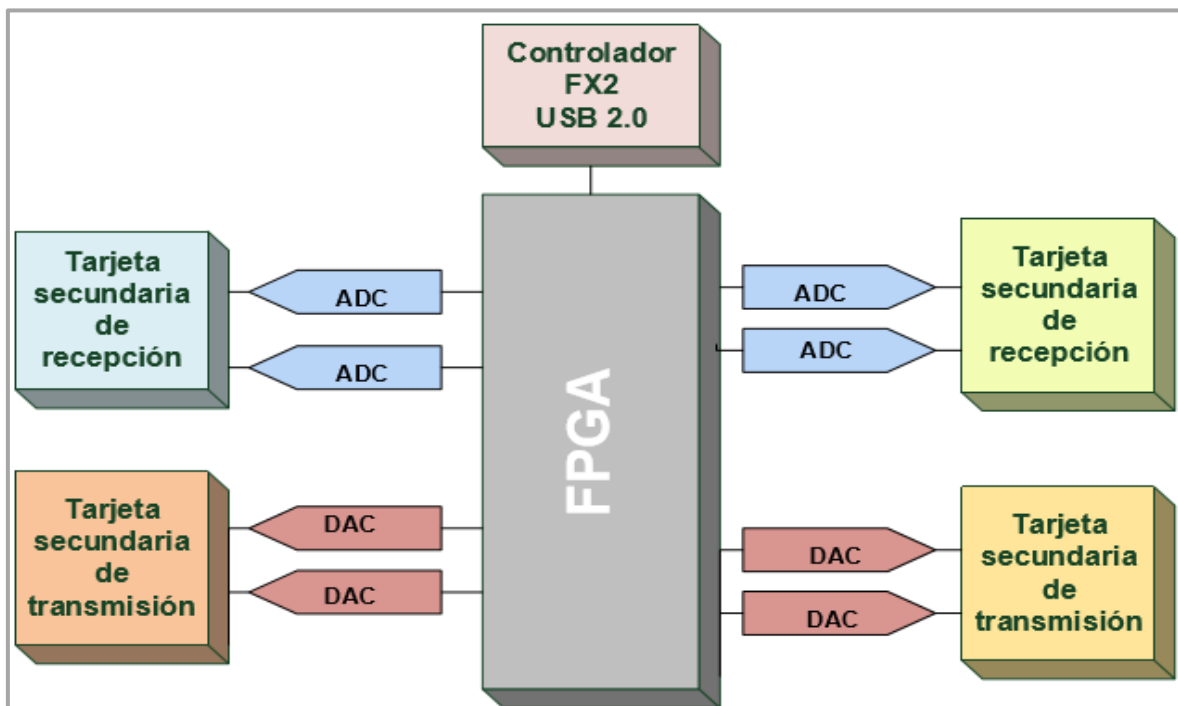 Controlador
FX2
USB 2.0
Tarjeta
secundaria
de
recepción
ADC
ADC
ADC
ADC
Tarjeta
secundaria
de
recepción
FPGA
Tarjeta
secundaria
de
transmisión
DAC
DAC
DAC
DAC
Tarjeta
secundaria
de
transmisión